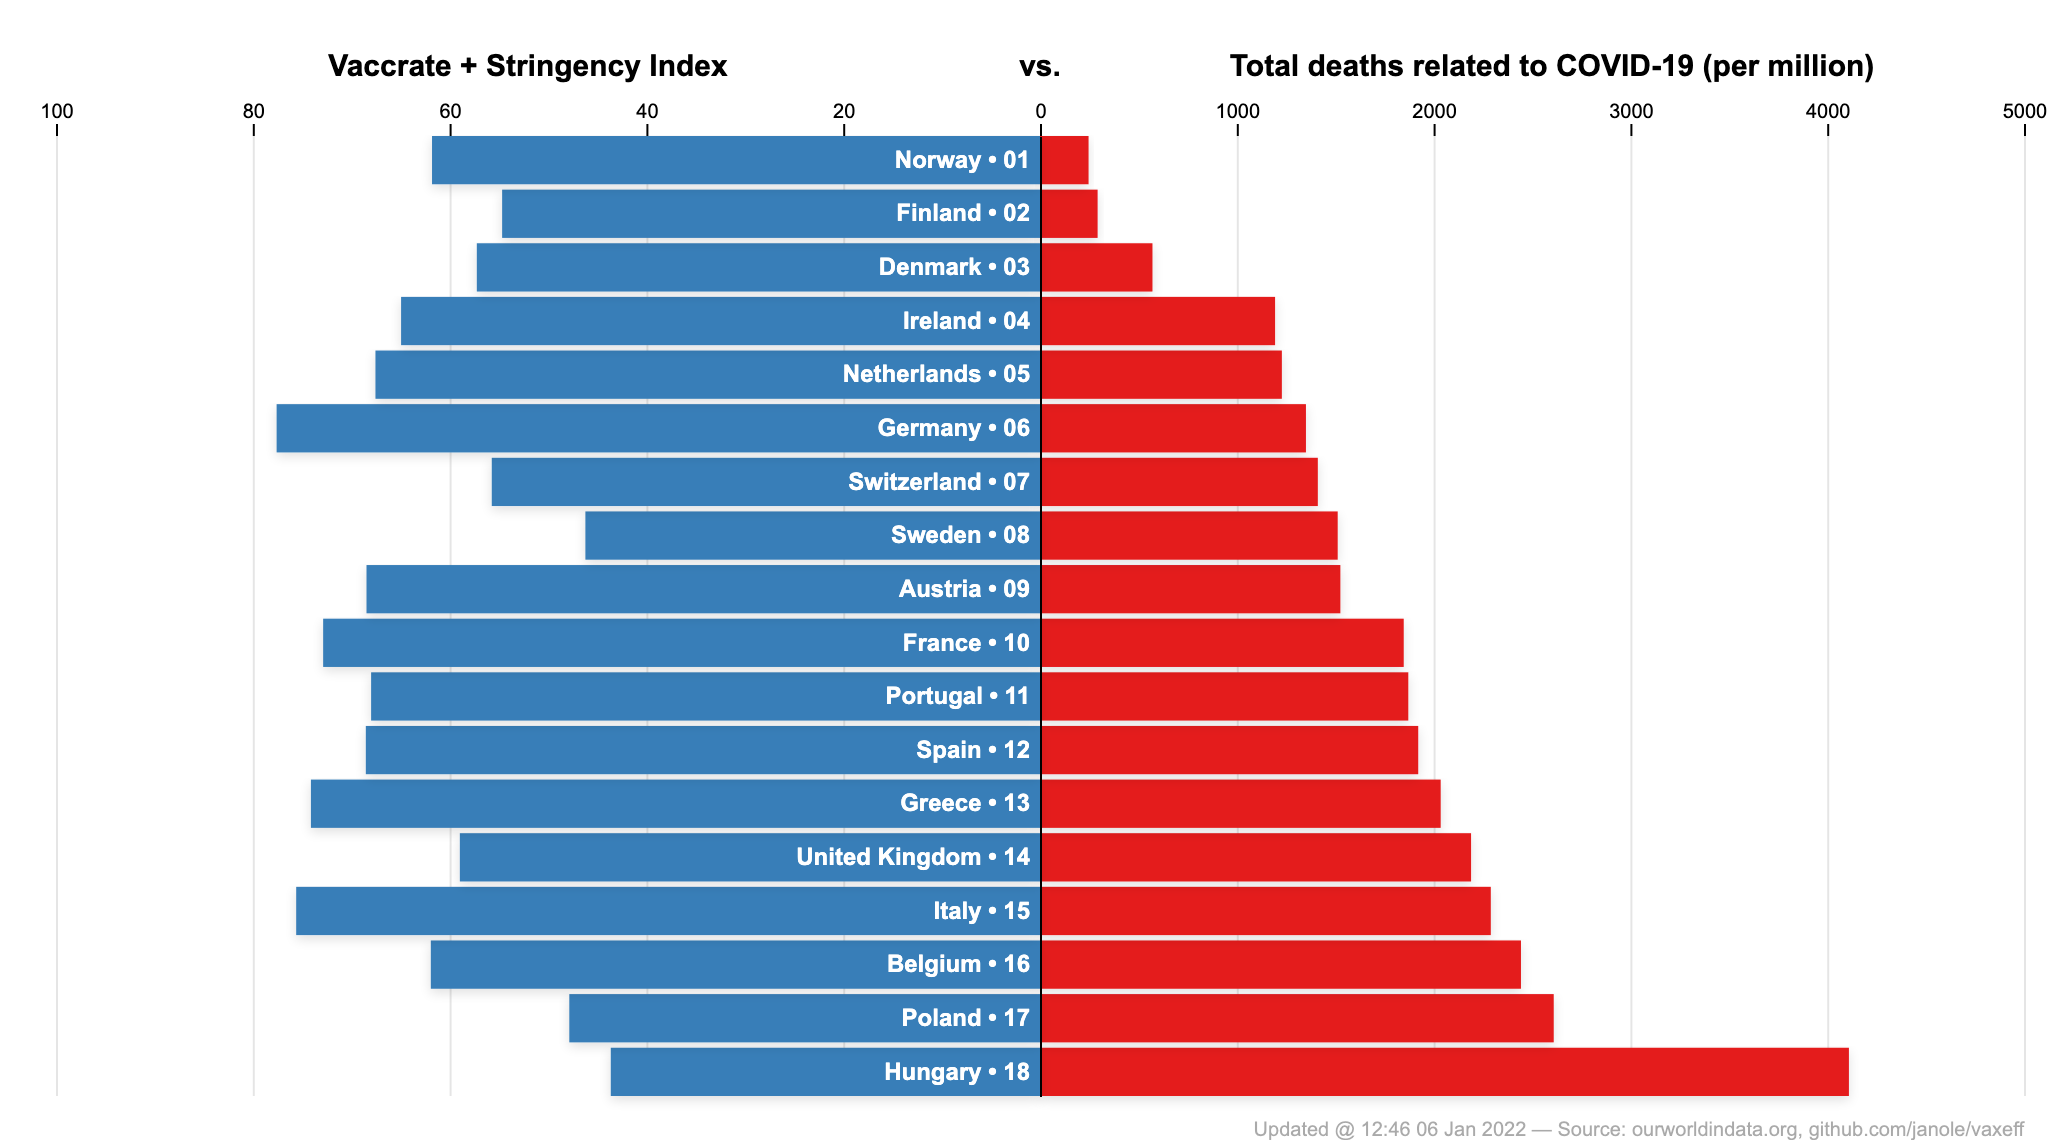 Vaccrate + Stringency Index vs. Total deaths related to COVID-19 (per million)
100 80 60 40 20 0 1000 2000 3000 4000 5000
Norway • 01
Finland • 02
Denmark • 03
Ireland • 04
Netherlands • 05
Germany • 06
Switzerland • 07
Sweden • 08
Austria • 09
France • 10
Portugal • 11
Spain • 12
Greece • 13
United Kingdom • 14
Italy • 15
Belgium • 16
Poland • 17
Hungary • 18
Updated @ 12:46 06 Jan 2022 — Source: ourworldindata.org, github.com/janole/vaxeff